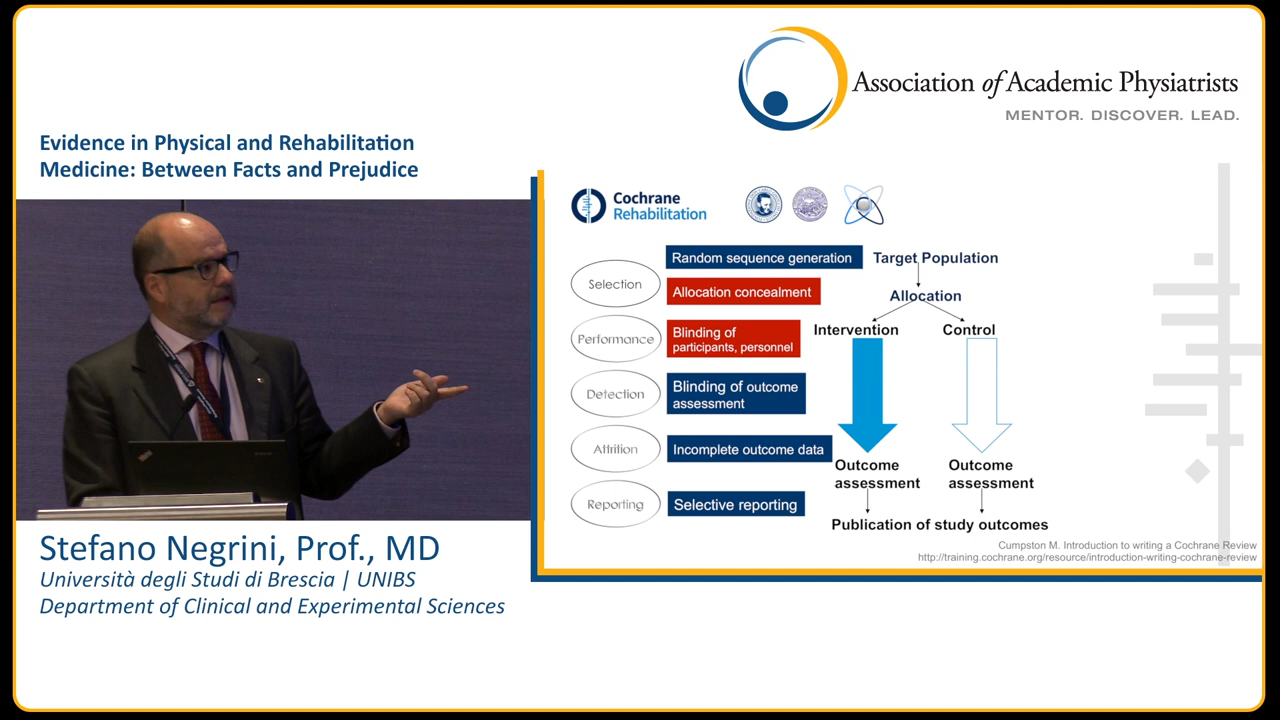 Association of Academic Physiatrists
MENTOR. DISCOVER. LEAD.
Evidence in Physical and Rehabilitation
Medicine: Between Facts and Prejudice
Cochrane
Rehabilitation
Selection
Random sequence generation
Allocation concealment
Performance
Blinding of
participants, personnel
Detection
Blinding of outcome
assessment
Attrition
Incomplete outcome data
Reporting
Selective reporting
Target Population
Allocation
Intervention
Control
Outcome
assessment
Outcome
assessment
Publication of study outcomes
Cumpston M. Introduction to writing a Cochrane Review
http://training.cochrane.org/resource/introduction-writing-cochrane-review
Stefano Negrini, Prof., MD
Università degli Studi di Brescia | UNIBS
Department of Clinical and Experimental Sciences